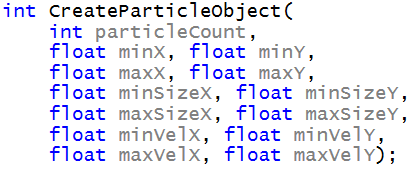 int CreateParticleObject(
int particleCount,
float minX, float minY,
float maxX, float maxY,
float minSizeX, float minSizeY,
float maxSizeX, float maxSizeY,
float minVelX, float minVelY,
float maxVelX, float maxVelY);